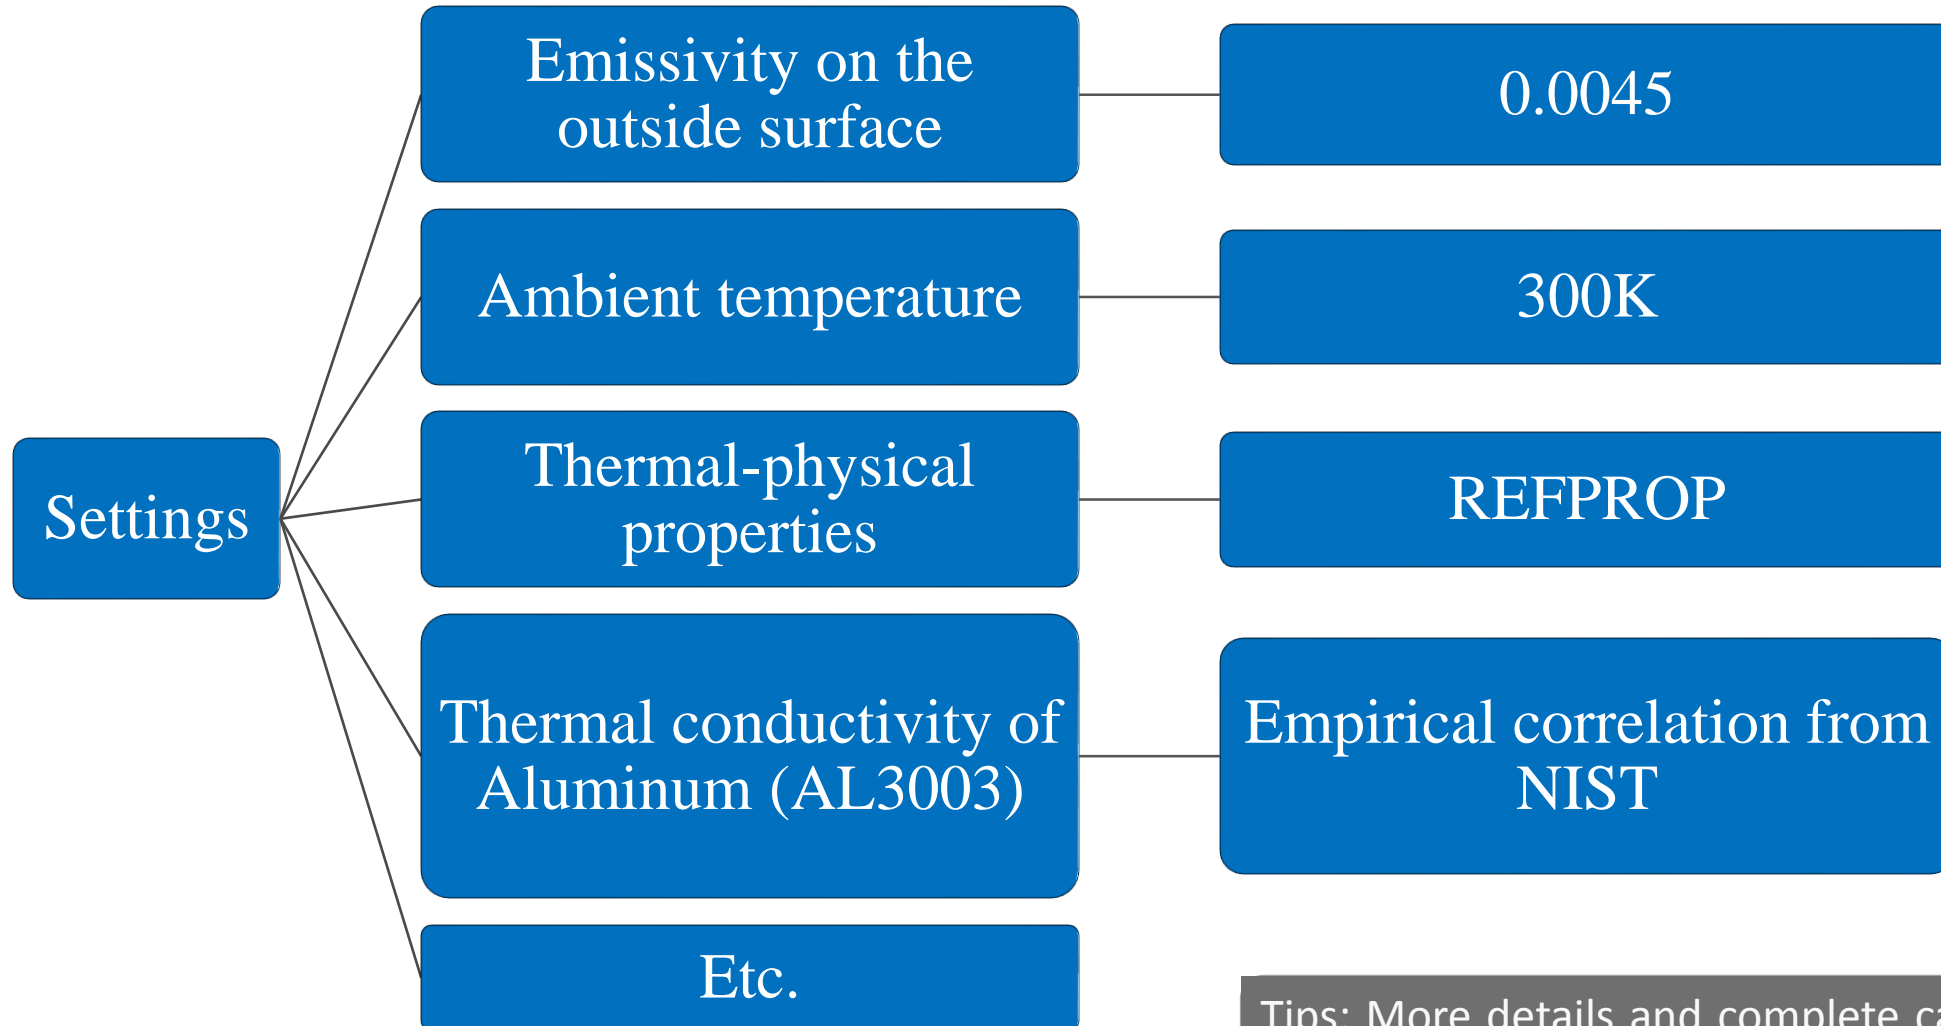 Settings
Emissivity on the
outside surface
0.0045
Ambient temperature
300K
Thermal-physical
properties
REFPROP
Thermal conductivity of
Aluminum (AL3003)
Empirical correlation from
NIST
Etc.
Tips: More details and complete